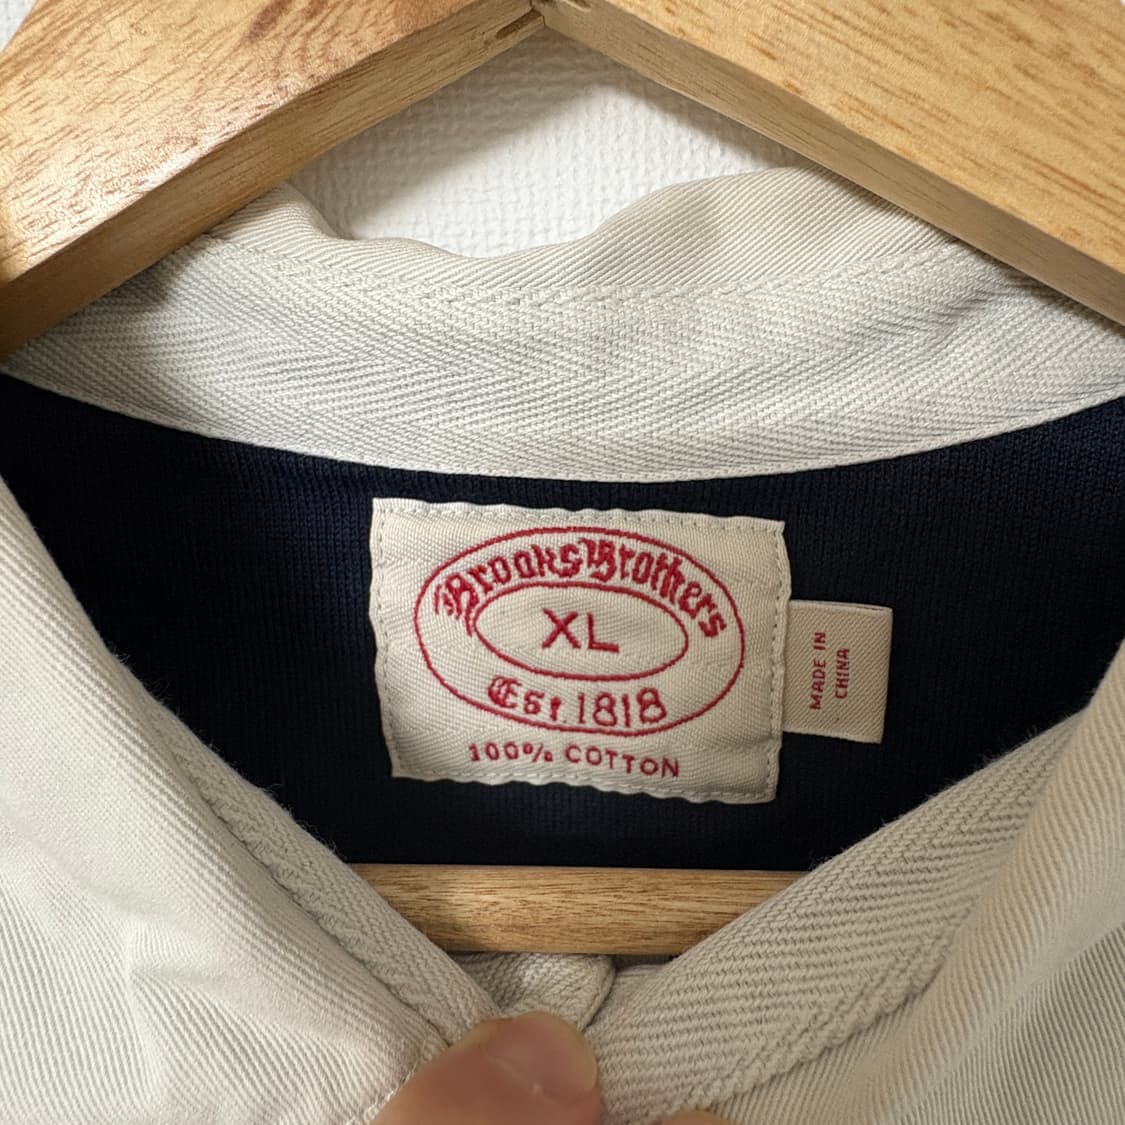 Brooks Brothers
XL
Est. 1818
100% COTTON
MADE IN
CHINA